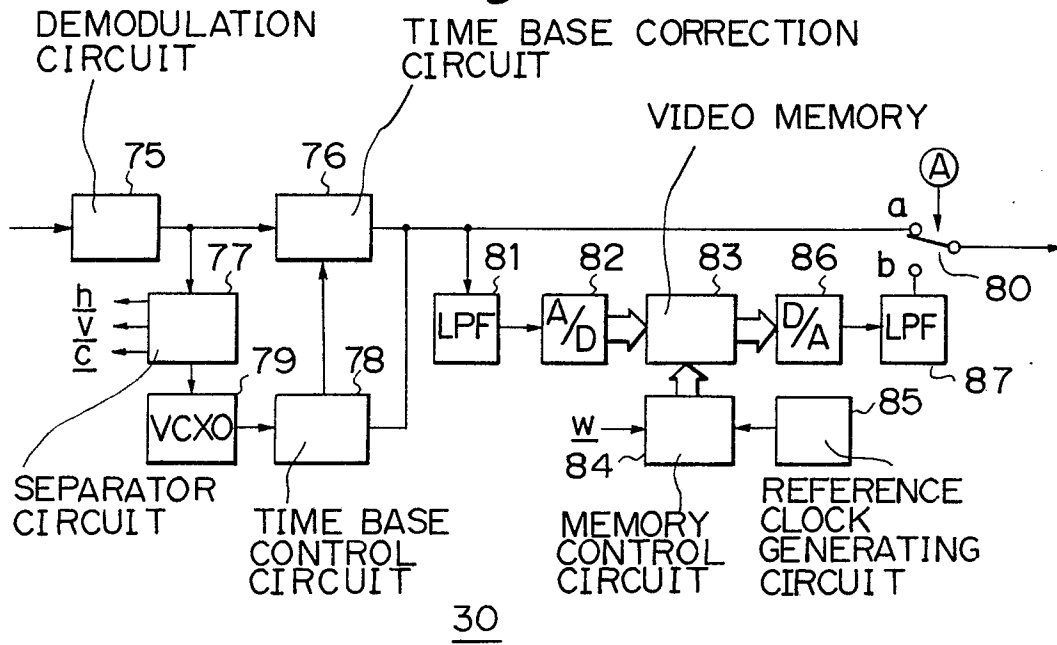 DEMODULATION
CIRCUIT
TIME BASE CORRECTION
CIRCUIT
VIDEO MEMORY
75
76
A
a
77
81
82
83
86
b
80
h
v
c
LPF
A/D
D/A
LPF
79
78
87
85
VCXO
w
84
SEPARATOR
CIRCUIT
TIME BASE
CONTROL
CIRCUIT
MEMORY
CONTROL
CIRCUIT
REFERENCE
CLOCK
GENERATING
CIRCUIT
30